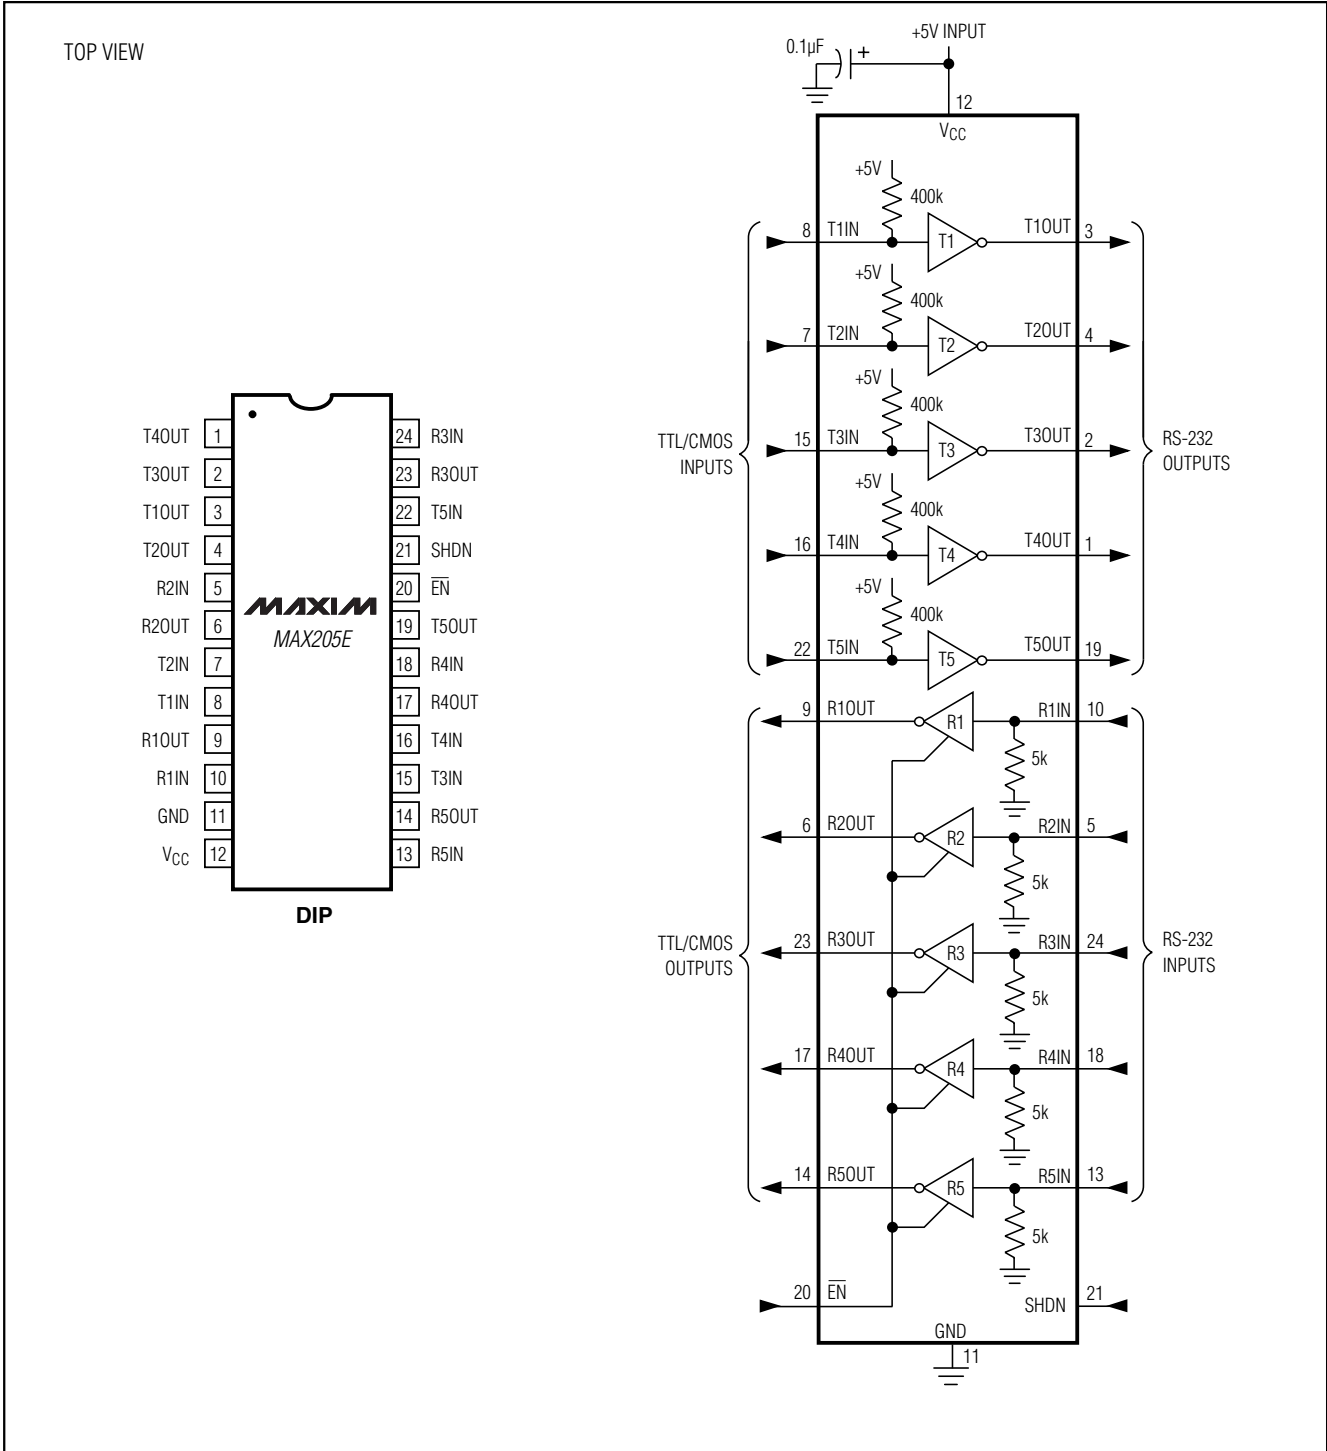 TOP VIEW
T4OUT 1
T3OUT 2
T1OUT 3
T2OUT 4
R2IN 5
R2OUT 6
T2IN 7
T1IN 8
R1OUT 9
R1IN 10
GND 11
VCC 12
MAXIM
MAX205E
24 R3IN
23 R3OUT
22 T5IN
21 SHDN
20 E̅N̅
19 T5OUT
18 R4IN
17 R4OUT
16 T4IN
15 T3IN
14 R5OUT
13 R5IN
DIP
+5V INPUT
0.1µF +
12
VCC
+5V
400k
8 T1IN T1 T1OUT 3
+5V
400k
7 T2IN T2 T2OUT 4
+5V
400k
15 T3IN T3 T3OUT 2
+5V
400k
16 T4IN T4 T4OUT 1
+5V
400k
22 T5IN T5 T5OUT 19
TTL/CMOS
INPUTS
RS-232
OUTPUTS
9 R1OUT R1 R1IN 10
5k
6 R2OUT R2 R2IN 5
5k
23 R3OUT R3 R3IN 24
5k
17 R4OUT R4 R4IN 18
5k
14 R5OUT R5 R5IN 13
5k
TTL/CMOS
OUTPUTS
RS-232
INPUTS
20 E̅N̅
SHDN 21
GND
11